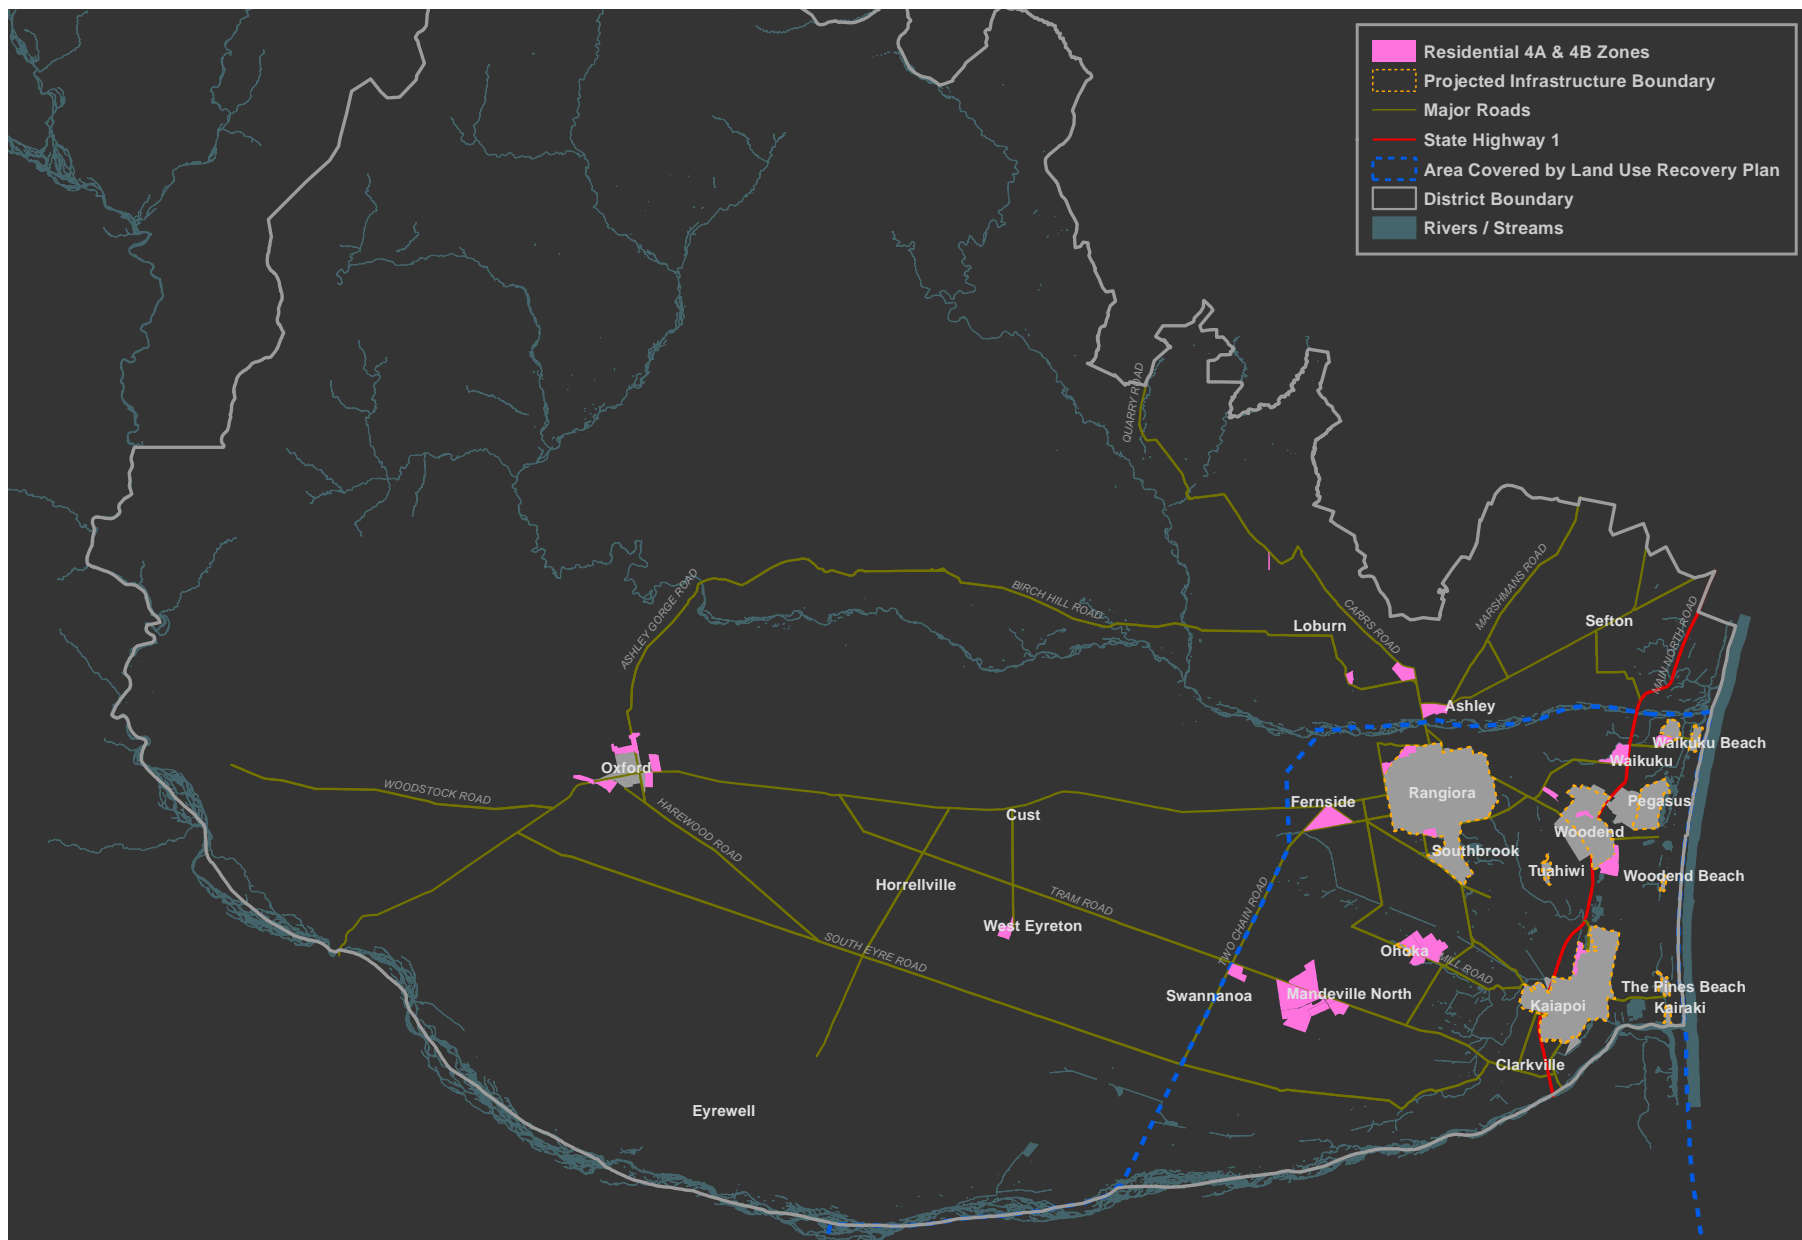 Residential 4A & 4B Zones
Projected Infrastructure Boundary
Major Roads
State Highway 1
Area Covered by Land Use Recovery Plan
District Boundary
Rivers / Streams
QUARRY ROAD
MARSHMANS ROAD
ASHLEY GORGE ROAD
BIRCH HILL ROAD
CARRS ROAD
MAIN NORTH ROAD
Loburn
Sefton
Ashley
Waikuku Beach
Waikuku
Oxford
WOODSTOCK ROAD
HAREWOOD ROAD
Cust
Fernside
Rangiora
Pegasus
Woodend
Southbrook
Tuahiwi
Woodend Beach
Horrellville
TRAM ROAD
TWO CHAIN ROAD
West Eyreton
SOUTH EYRE ROAD
Ohoka
MILL ROAD
Swannanoa
Mandeville North
The Pines Beach
Kaiapoi
Kairaki
Clarkville
Eyrewell